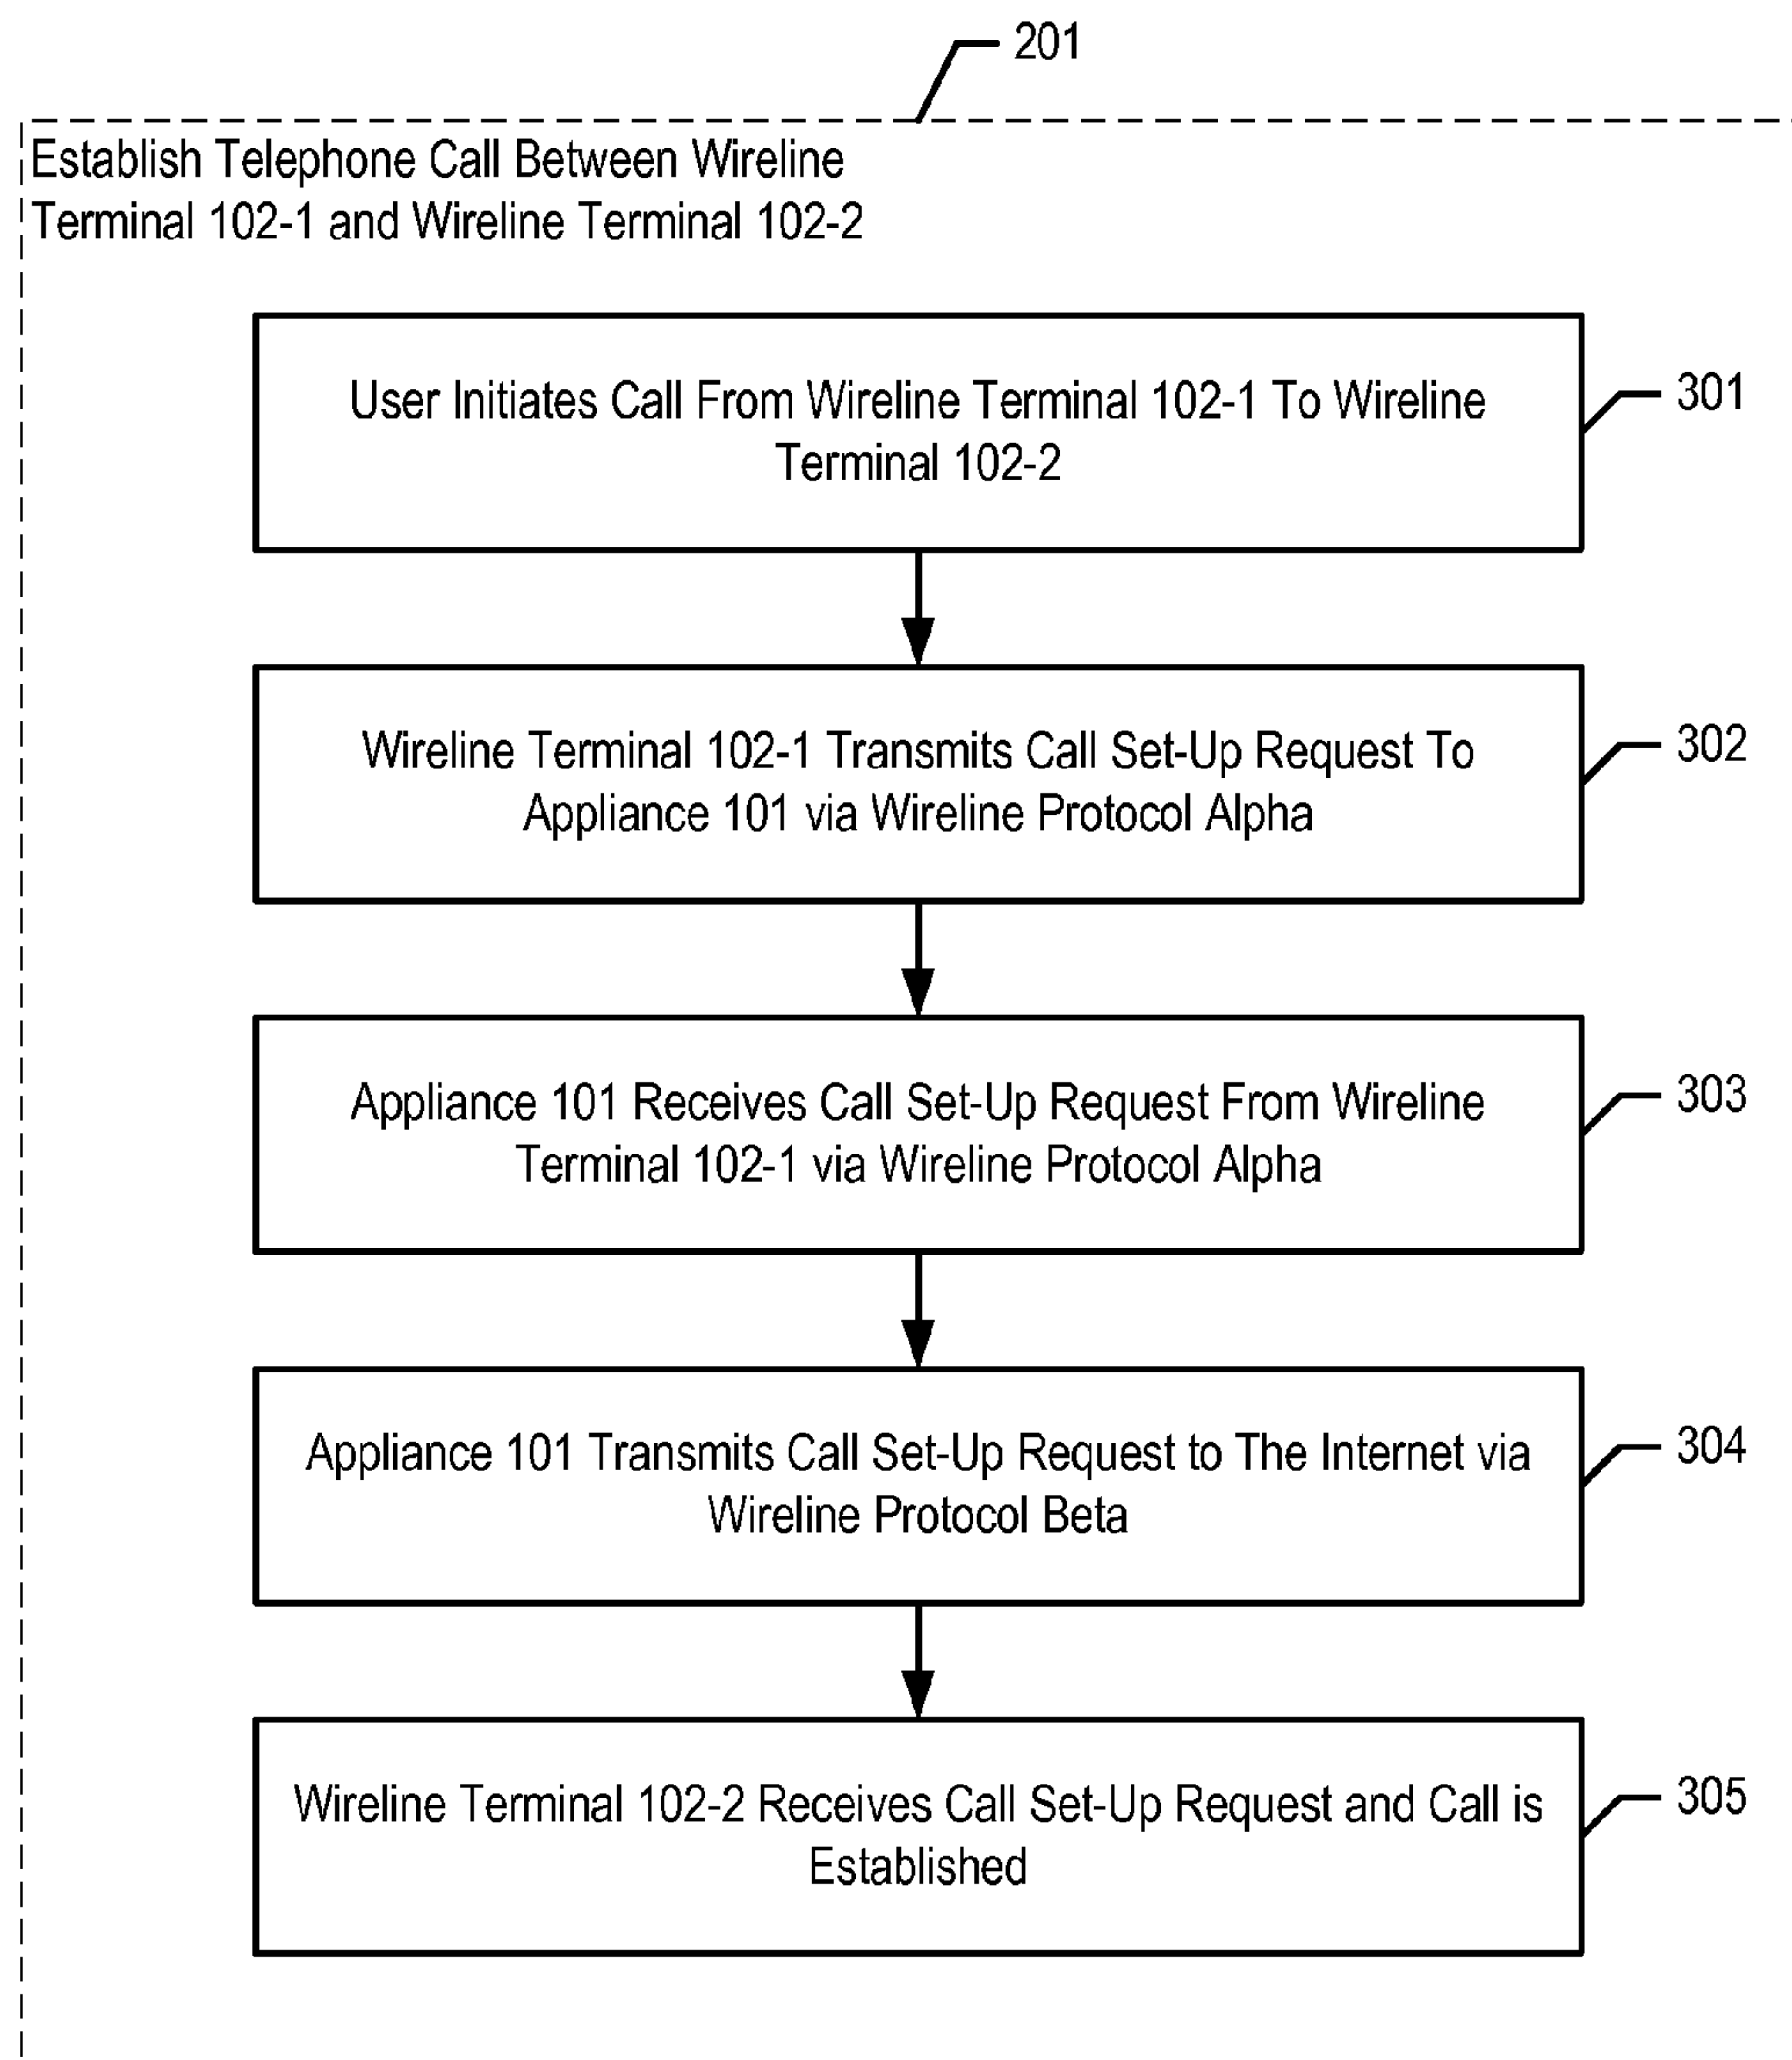 201
Establish Telephone Call Between Wireline
Terminal 102-1 and Wireline Terminal 102-2
User Initiates Call From Wireline Terminal 102-1 To Wireline
Terminal 102-2
301
Wireline Terminal 102-1 Transmits Call Set-Up Request To
Appliance 101 via Wireline Protocol Alpha
302
Appliance 101 Receives Call Set-Up Request From Wireline
Terminal 102-1 via Wireline Protocol Alpha
303
Appliance 101 Transmits Call Set-Up Request to The Internet via
Wireline Protocol Beta
304
Wireline Terminal 102-2 Receives Call Set-Up Request and Call is
Established
305